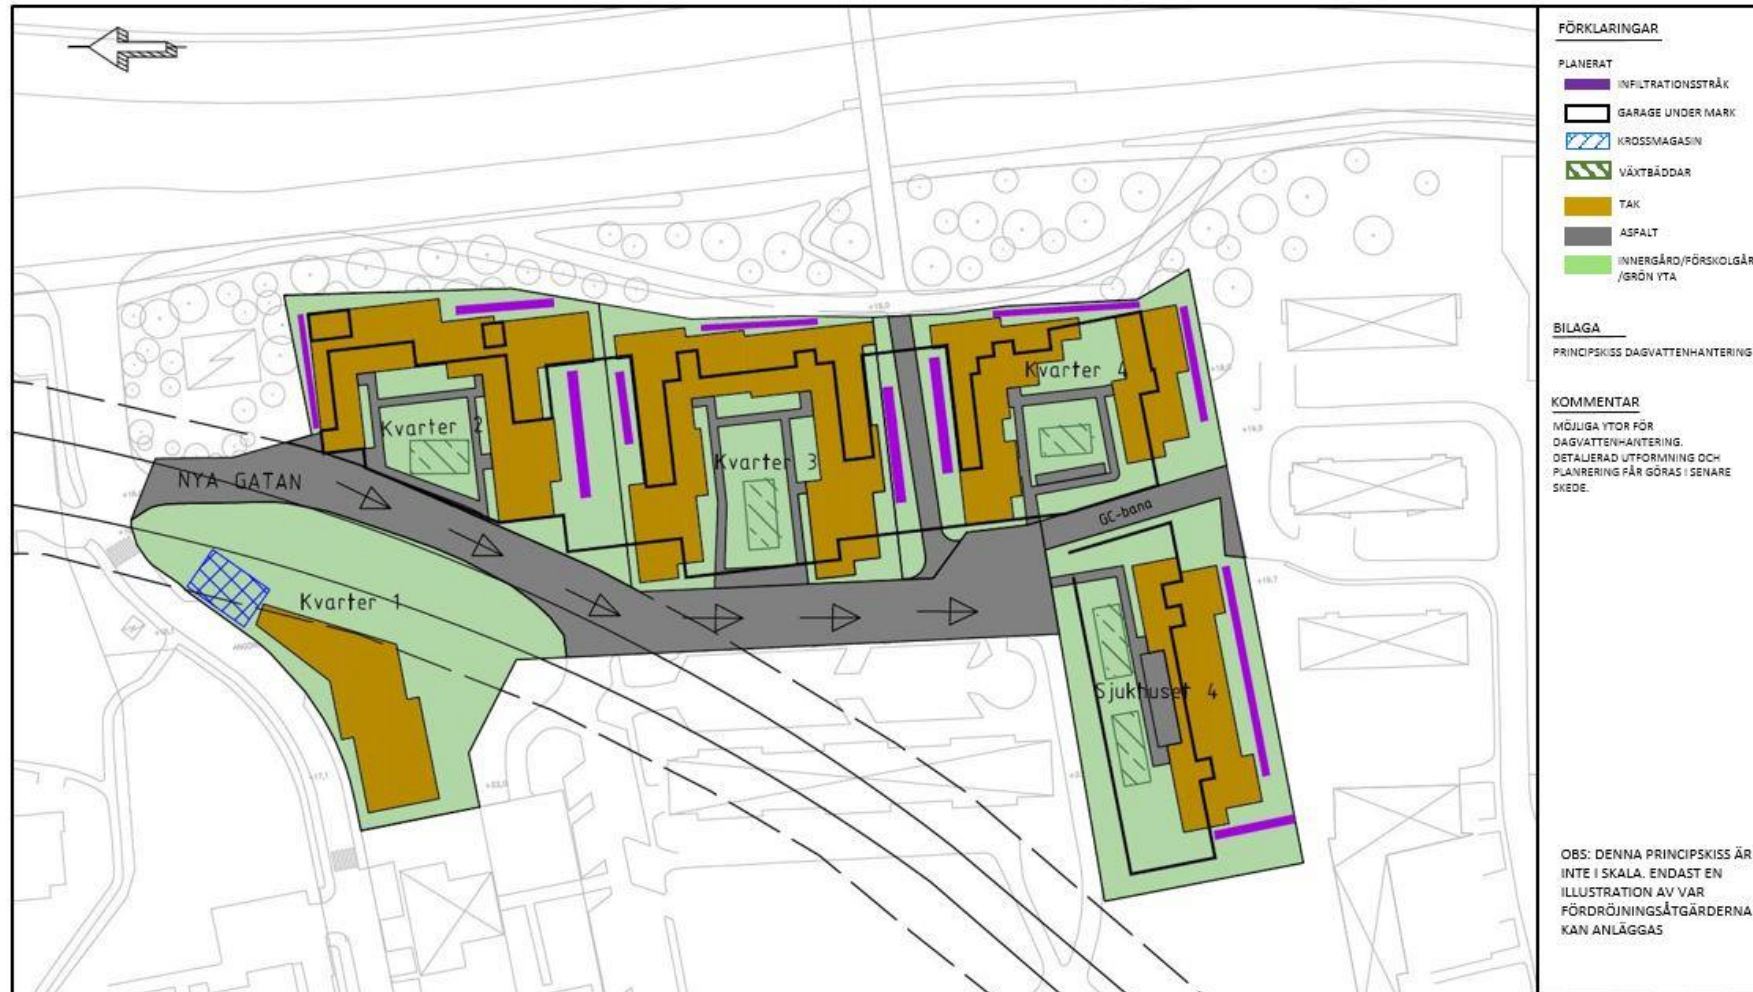 FÖRKLARINGAR
PLANERAT
INFILTRATIONSSTRÅK
GARAGE UNDER MARK
KROSSMAGASIN
VÄXTBÄDDAR
TAK
ASFALT
INNERGÅRD/FÖRSKOLGÅR
/GRÖN YTA
BILAGA
PRINCIPSKISS DAGVATTENHANTERING
KOMMENTAR
MÖJLIGA YTOR FÖR
DAGVATTENHANTERING.
DETALJERAD UTFORMNING OCH
PLANRERING FÅR GÖRAS I SENARE
SKEDE.
OBS: DENNA PRINCIPSKISS ÄR
INTE I SKALA. ENDAST EN
ILLUSTRATION AV VAR
FÖRDRÖJNINGSÅTGÄRDERNA
KAN ANLÄGGAS
Kvarter 4
Kvarter 2
Kvarter 3
NYA GATAN
GC-bana
Kvarter 1
Sjukhuset 4